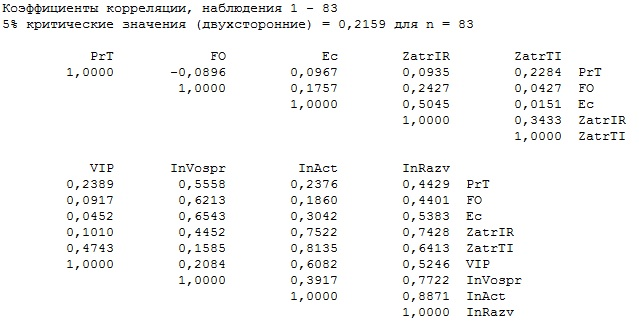 Коэффициенты корреляции, наблюдения 1 - 83
5% критические значения (двухсторонние) = 0,2159 для n = 83
PrT FO Ec ZatrIR ZatrTI
1,0000 -0,0896 0,0967 0,0935 0,2284 PrT
1,0000 0,1757 0,2427 0,0427 FO
1,0000 0,5045 0,0151 Ec
1,0000 0,3433 ZatrIR
1,0000 ZatrTI
VIP InVospr InAct InRazv
0,2389 0,5558 0,2376 0,4429 PrT
0,0917 0,6213 0,1860 0,4401 FO
0,0452 0,6543 0,3042 0,5383 Ec
0,1010 0,4452 0,7522 0,7428 ZatrIR
0,4743 0,1585 0,8135 0,6413 ZatrTI
1,0000 0,2084 0,6082 0,5246 VIP
1,0000 0,3917 0,7722 InVospr
1,0000 0,8871 InAct
1,0000 InRazv